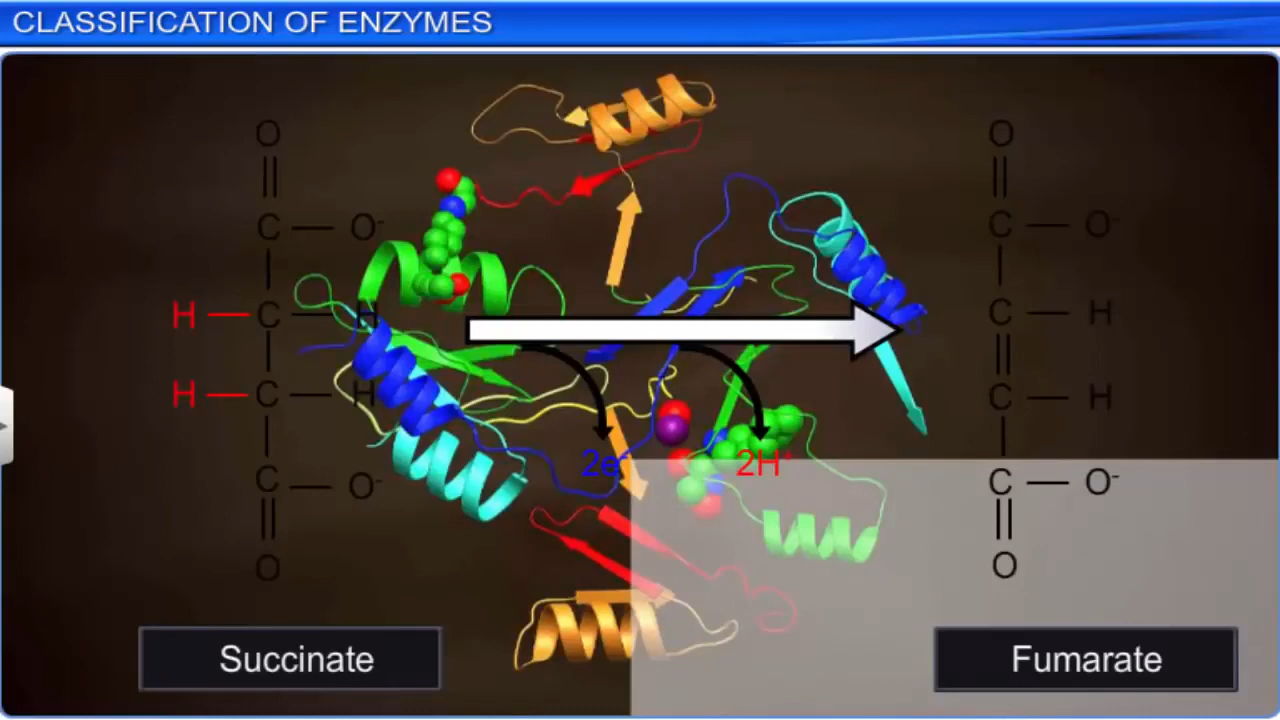 CLASSIFICATION OF ENZYMES
O
O
C
O-
C
O-
H
C
H
C
H
H
C
H
C
H
2e-
2H+
C
O-
C
O-
O
O
Succinate
Fumarate